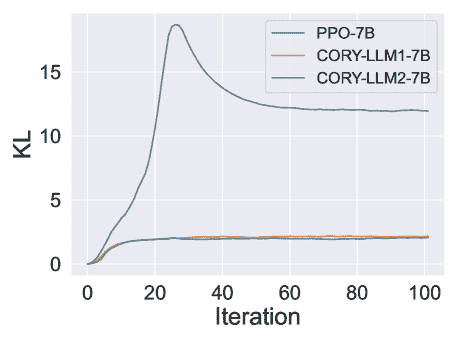 PPO-7B
CORY-LLM1-7B
CORY-LLM2-7B
KL
15
10
5
0
0 20 40 60 80 100
Iteration